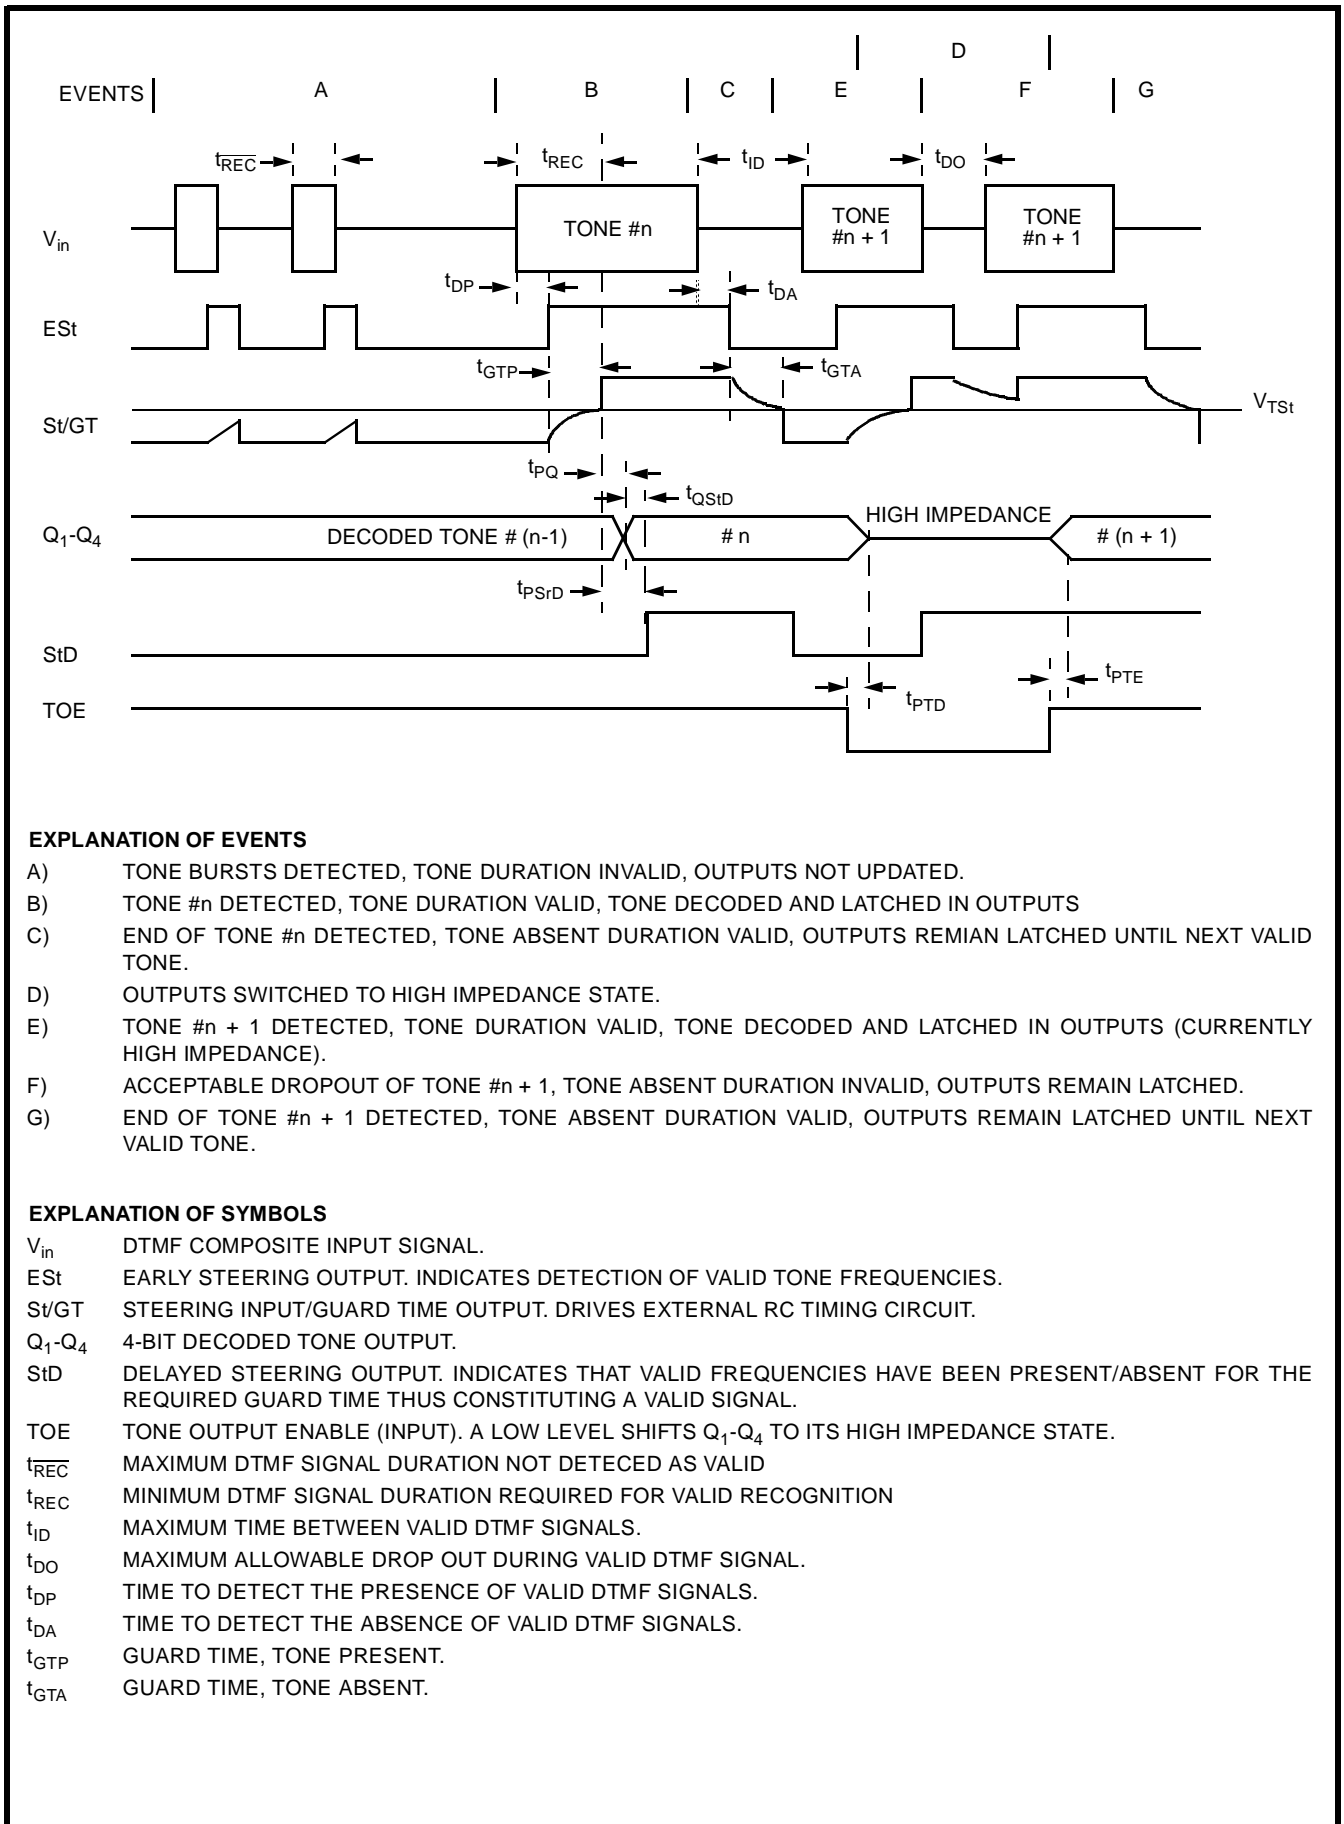 D
EVENTS A B C E F G
tREC tREC tID tDO
Vin TONE #n TONE #n + 1 TONE #n + 1
tDP tDA
ESt
tGTP tGTA
VTSt
St/GT
tPQ
tQStD
HIGH IMPEDANCE
Q1-Q4 DECODED TONE # (n-1) # n # (n + 1)
tPSrD
StD
tPTE
tPTD
TOE
EXPLANATION OF EVENTS
A) TONE BURSTS DETECTED, TONE DURATION INVALID, OUTPUTS NOT UPDATED.
B) TONE #n DETECTED, TONE DURATION VALID, TONE DECODED AND LATCHED IN OUTPUTS
C) END OF TONE #n DETECTED, TONE ABSENT DURATION VALID, OUTPUTS REMIAN LATCHED UNTIL NEXT VALID
TONE.
D) OUTPUTS SWITCHED TO HIGH IMPEDANCE STATE.
E) TONE #n + 1 DETECTED, TONE DURATION VALID, TONE DECODED AND LATCHED IN OUTPUTS (CURRENTLY
HIGH IMPEDANCE).
F) ACCEPTABLE DROPOUT OF TONE #n + 1, TONE ABSENT DURATION INVALID, OUTPUTS REMAIN LATCHED.
G) END OF TONE #n + 1 DETECTED, TONE ABSENT DURATION VALID, OUTPUTS REMAIN LATCHED UNTIL NEXT
VALID TONE.
EXPLANATION OF SYMBOLS
Vin DTMF COMPOSITE INPUT SIGNAL.
ESt EARLY STEERING OUTPUT. INDICATES DETECTION OF VALID TONE FREQUENCIES.
St/GT STEERING INPUT/GUARD TIME OUTPUT. DRIVES EXTERNAL RC TIMING CIRCUIT.
Q1-Q4 4-BIT DECODED TONE OUTPUT.
StD DELAYED STEERING OUTPUT. INDICATES THAT VALID FREQUENCIES HAVE BEEN PRESENT/ABSENT FOR THE
REQUIRED GUARD TIME THUS CONSTITUTING A VALID SIGNAL.
TOE TONE OUTPUT ENABLE (INPUT). A LOW LEVEL SHIFTS Q1-Q4 TO ITS HIGH IMPEDANCE STATE.
tREC MAXIMUM DTMF SIGNAL DURATION NOT DETECED AS VALID
tREC MINIMUM DTMF SIGNAL DURATION REQUIRED FOR VALID RECOGNITION
tID MAXIMUM TIME BETWEEN VALID DTMF SIGNALS.
tDO MAXIMUM ALLOWABLE DROP OUT DURING VALID DTMF SIGNAL.
tDP TIME TO DETECT THE PRESENCE OF VALID DTMF SIGNALS.
tDA TIME TO DETECT THE ABSENCE OF VALID DTMF SIGNALS.
tGTP GUARD TIME, TONE PRESENT.
tGTA GUARD TIME, TONE ABSENT.